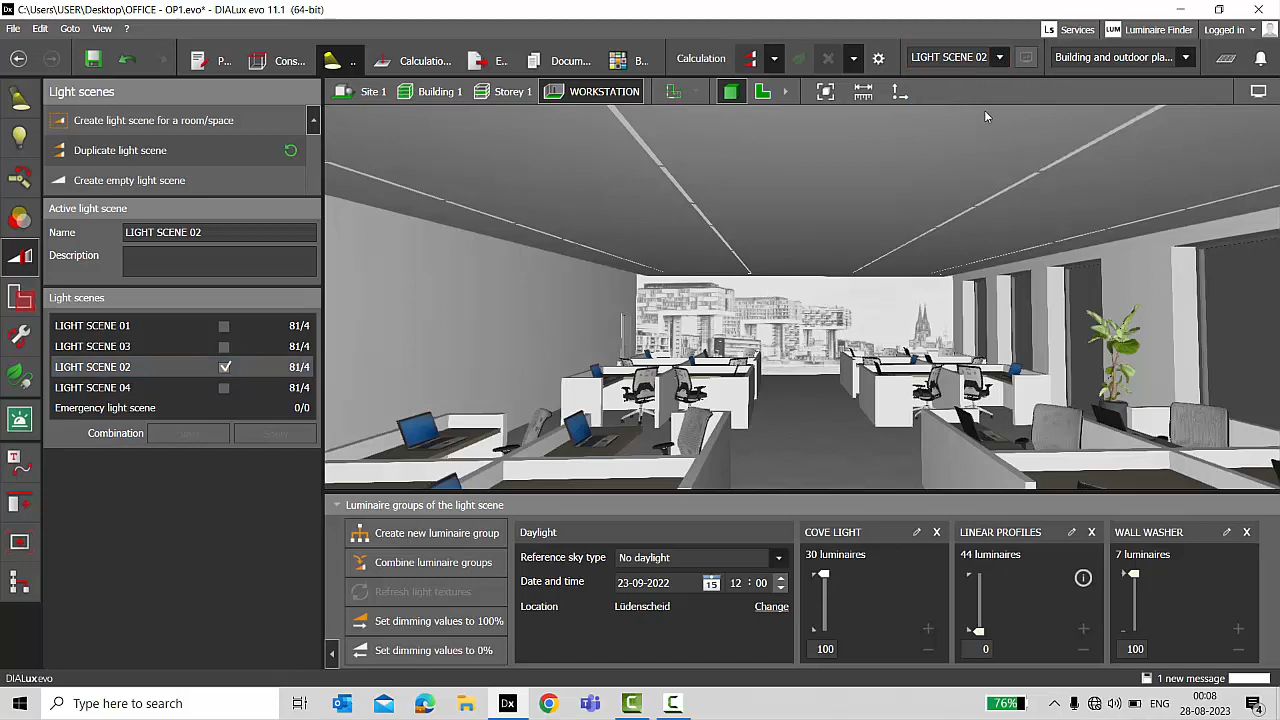 C:\Users\USER\Desktop\OFFICE - OP1.evo* - DIALux evo 11.1 (64-bit)
File Edit Goto View ?
Ls Services LUM Luminaire Finder Logged in
P... Cons... .. Calculatio... E... Docum... B... Calculation LIGHT SCENE 02 Building and outdoor pla...
Light scenes
Site 1 Building 1 Storey 1 WORKSTATION
Create light scene for a room/space
Duplicate light scene
Create empty light scene
Active light scene
Name LIGHT SCENE 02
Description
Light scenes
LIGHT SCENE 01 81/4
LIGHT SCENE 03 81/4
LIGHT SCENE 02 81/4
LIGHT SCENE 04 81/4
Emergency light scene 0/0
Combination
Luminaire groups of the light scene
Create new luminaire group
Combine luminaire groups
Refresh light textures
Set dimming values to 100%
Set dimming values to 0%
Daylight
Reference sky type No daylight
Date and time 23-09-2022 15 12 : 00
Location Lüdenscheid Change
COVE LIGHT
30 luminaires
100
LINEAR PROFILES
44 luminaires
0
WALL WASHER
7 luminaires
100
DIALux evo
1 new message
Type here to search
Dx
76%
ENG
00:08
28-08-2023
4